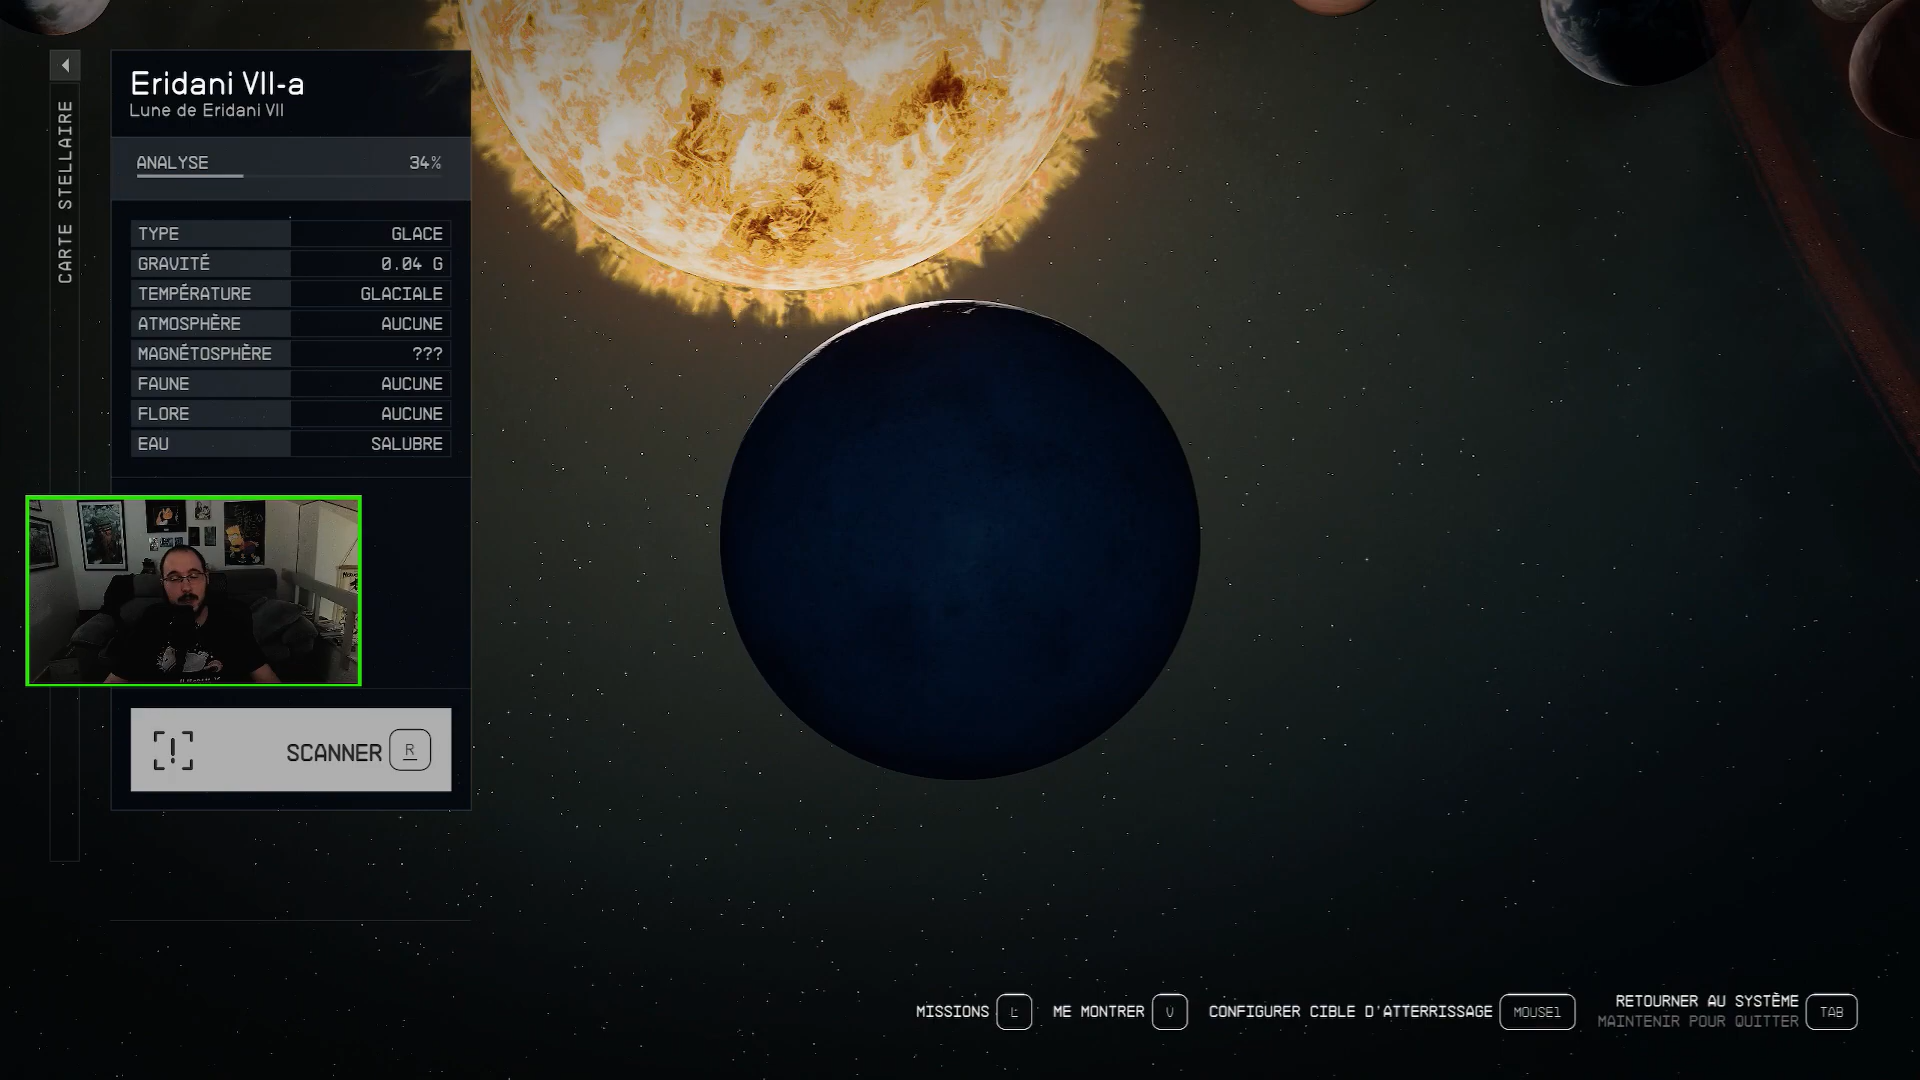 Eridani VII-a
Lune de Eridani VII
CARTE STELLAIRE
ANALYSE 34%
TYPE GLACE
GRAVITÉ 0.04 G
TEMPÉRATURE GLACIALE
ATMOSPHÈRE AUCUNE
MAGNÉTOSPHÈRE ???
FAUNE AUCUNE
FLORE AUCUNE
EAU SALUBRE
SCANNER R
MISSIONS L ME MONTRER V CONFIGURER CIBLE D'ATTERRISSAGE MOUSE1 RETOURNER AU SYSTÈME TAB
MAINTENIR POUR QUITTER